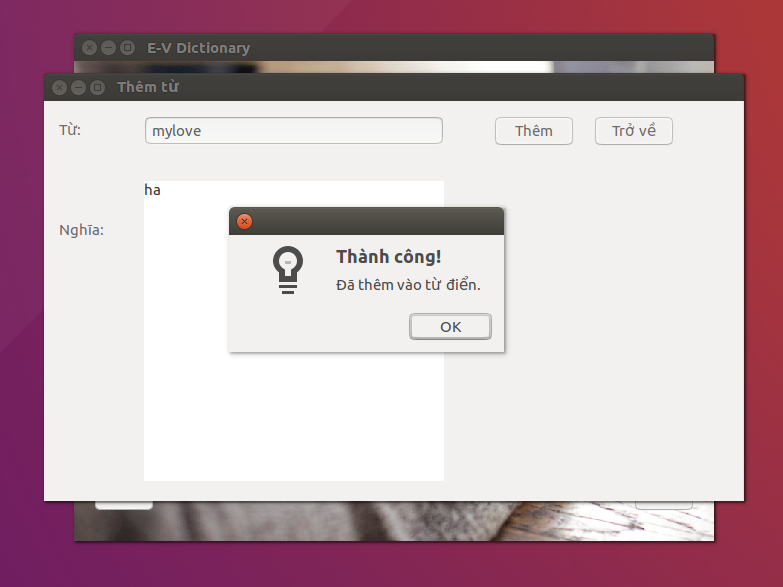 E-V Dictionary
Thêm từ
Từ:
mylove
Thêm
Trở về
ha
Nghĩa:
Thành công!
Đã thêm vào từ điển.
OK